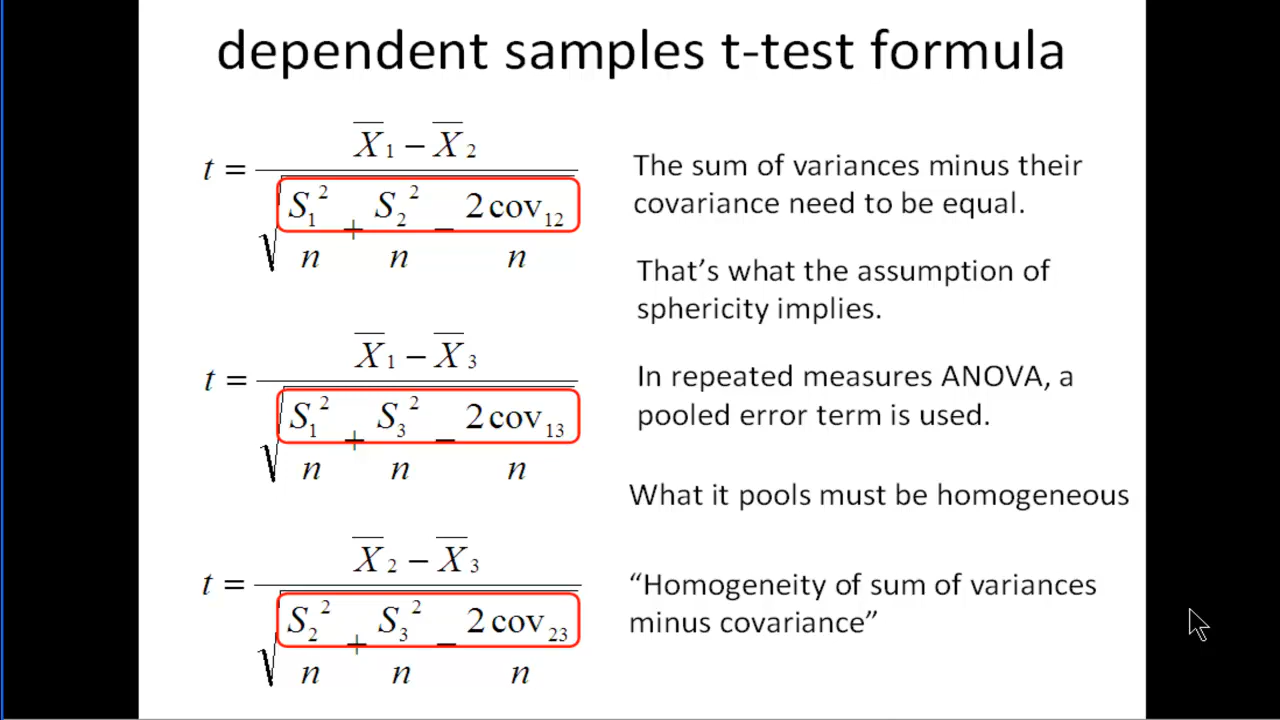 dependent samples t-test formula
t = (X̄₁ − X̄₂) / √(S₁²/n + S₂²/n − 2cov₁₂/n)
The sum of variances minus their
covariance need to be equal.
That's what the assumption of
sphericity implies.
t = (X̄₁ − X̄₃) / √(S₁²/n + S₃²/n − 2cov₁₃/n)
In repeated measures ANOVA, a
pooled error term is used.
What it pools must be homogeneous
t = (X̄₂ − X̄₃) / √(S₂²/n + S₃²/n − 2cov₂₃/n)
“Homogeneity of sum of variances
minus covariance”